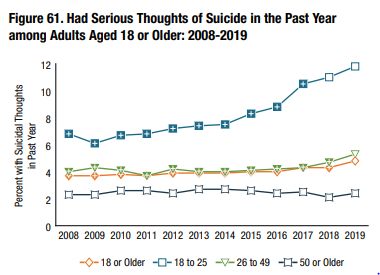 Figure 61. Had Serious Thoughts of Suicide in the Past Year
among Adults Aged 18 or Older: 2008-2019
Percent with Suicidal Thoughts
in Past Year
12
10
8
6
4
2
0
2008 2009 2010 2011 2012 2013 2014 2015 2016 2017 2018 2019
18 or Older 18 to 25 26 to 49 50 or Older